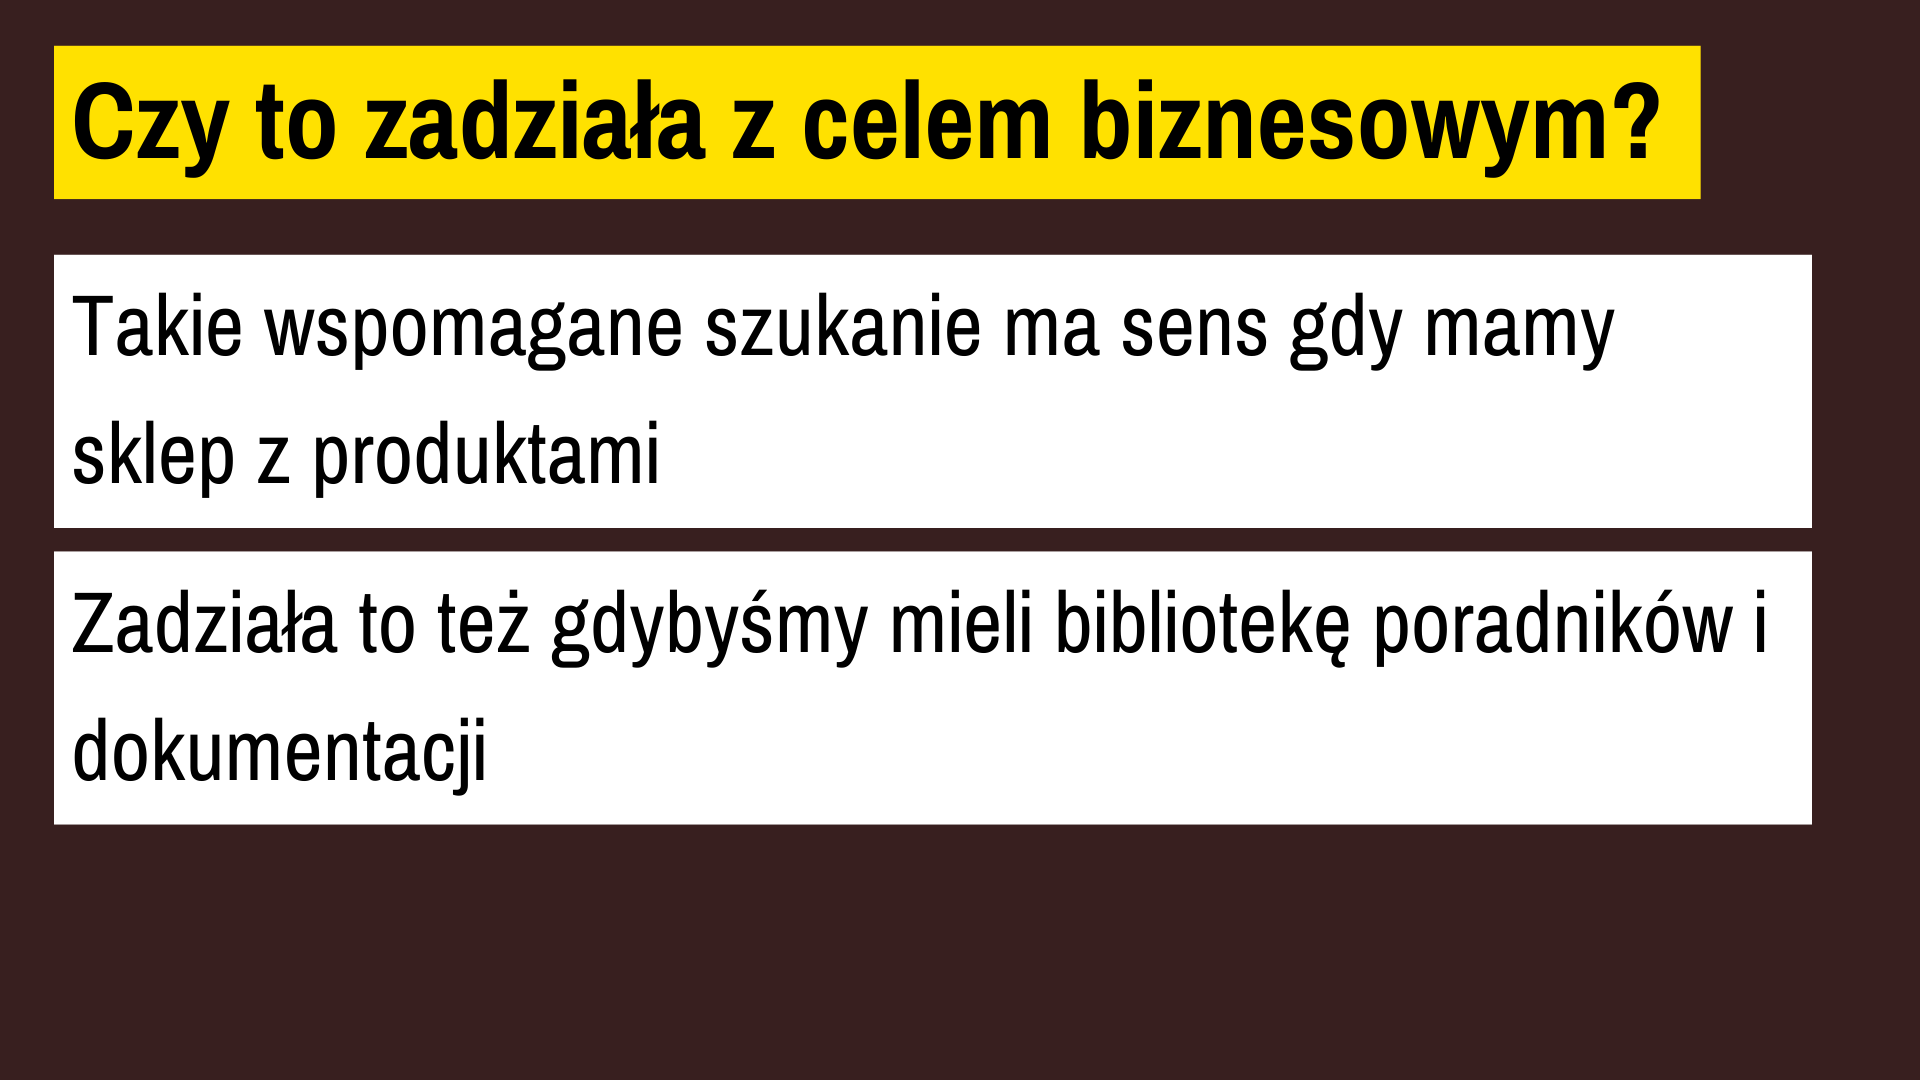 Czy to zadziała z celem biznesowym?
Takie wspomagane szukanie ma sens gdy mamy
sklep z produktami
Zadziała to też gdybyśmy mieli bibliotekę poradników i
dokumentacji